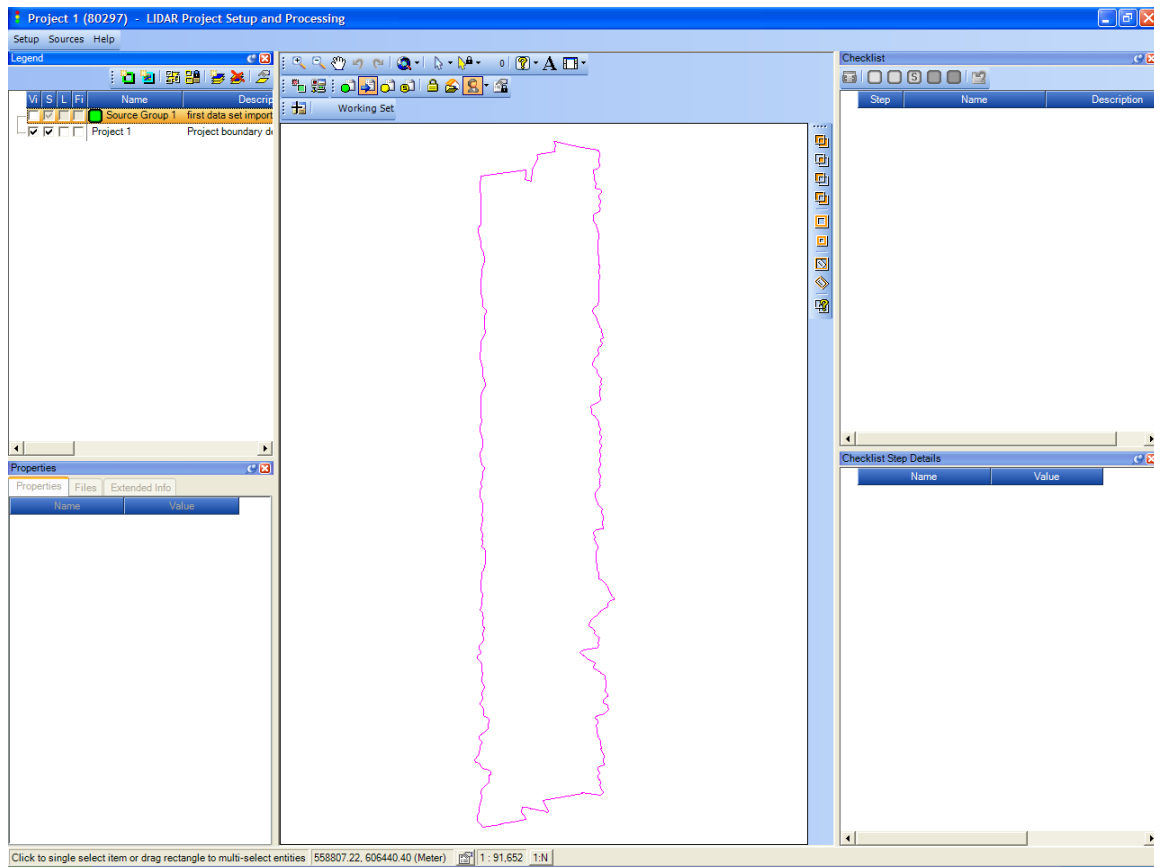 Project 1 (80297) - LIDAR Project Setup and Processing
Setup Sources Help
Legend
Vi S L Fi Name Descrip
Source Group 1 first data set import
Project 1 Project boundary de
Properties
Properties Files Extended Info
Name Value
0 ? A
S
Working Set
Checklist
S
Step Name Description
Checklist Step Details
Name Value
Click to single select item or drag rectangle to multi-select entities 558807.22, 606440.40 (Meter) 1 : 91,652 1:N